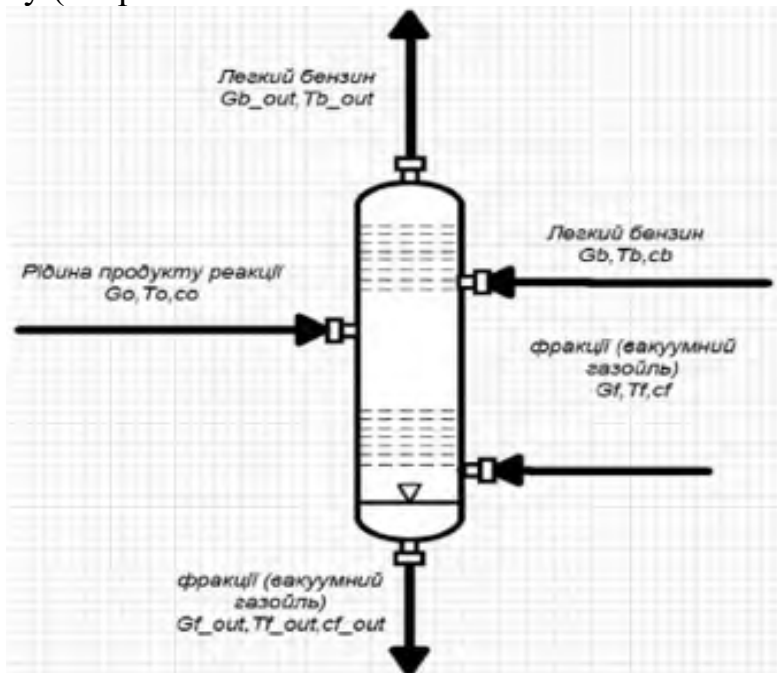 Легкий бензин
Gb_out,Tb_out
Легкий бензин
Gb,Tb,cb
Рідина продукту реакції
Go,To,co
фракції (вакуумний
газойль)
Gf,Tf,cf
фракції (вакуумний
газойль)
Gf_out,Tf_out,cf_out